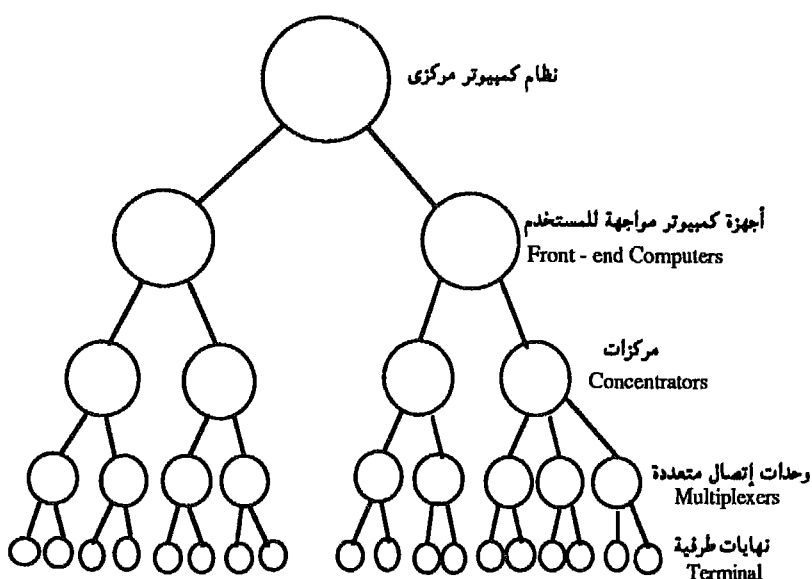 نظام كمبيوتر مركزى
أجهزة كمبيوتر مواجهة للمستخدم
Front - end Computers
مركزات
Concentrators
وحدات إتصال متعددة
Multiplexers
نهايات طرفية
Terminal